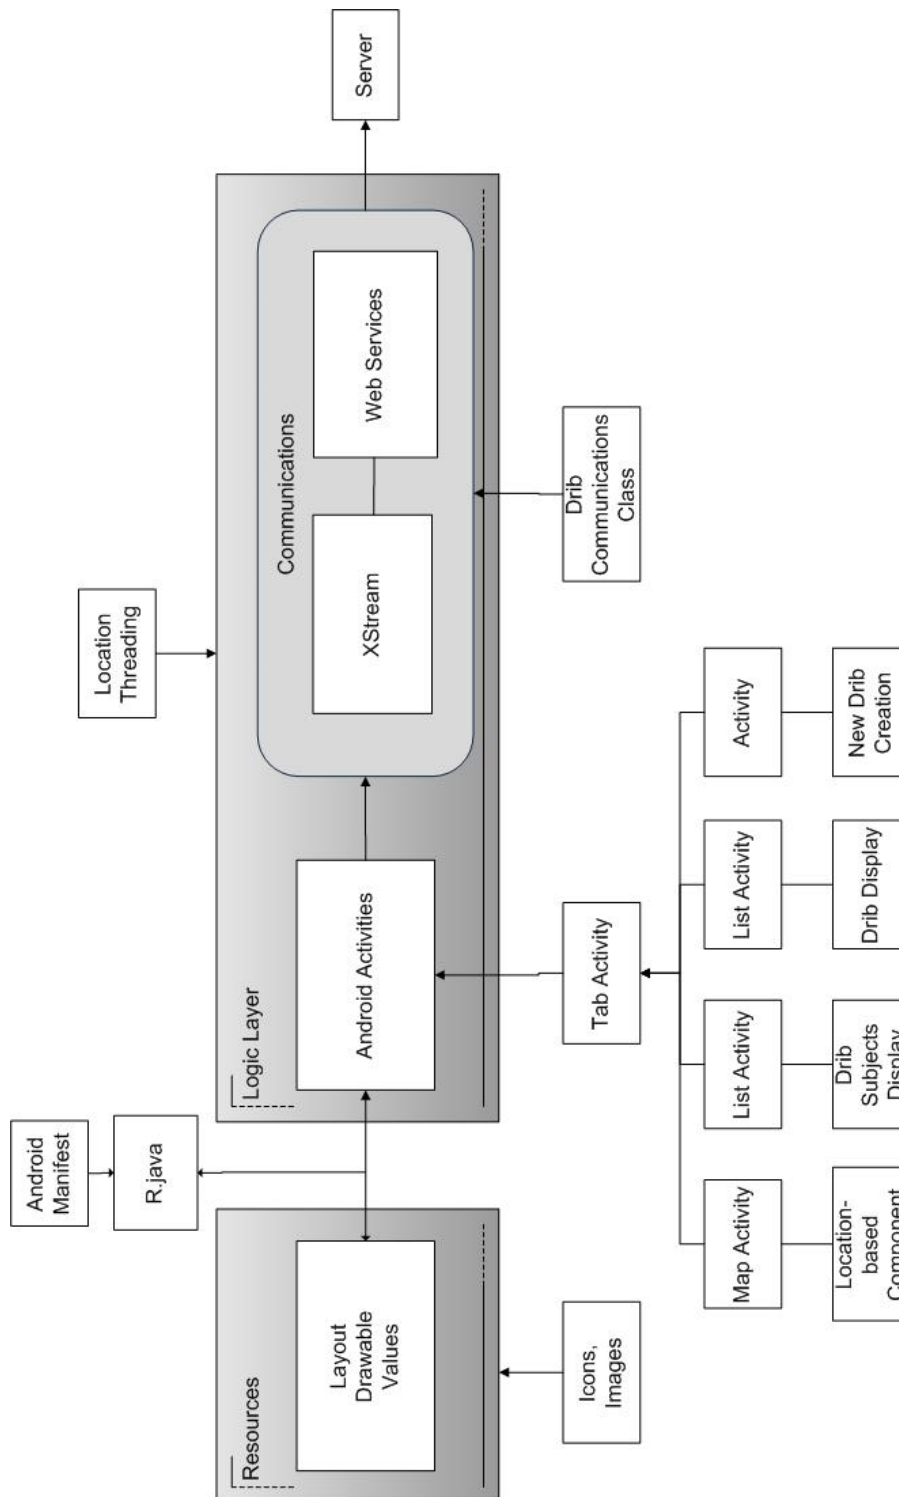 Android
Manifest
R.java
Location
Threading
Resources
Layout
Drawable
Values
Logic Layer
Android Activities
Communications
XStream
Web Services
Server
Icons,
Images
Tab Activity
Drib
Communications
Class
Map Activity
List Activity
List Activity
Activity
Location-
based
Component
Drib
Subjects
Display
Drib Display
New Drib
Creation